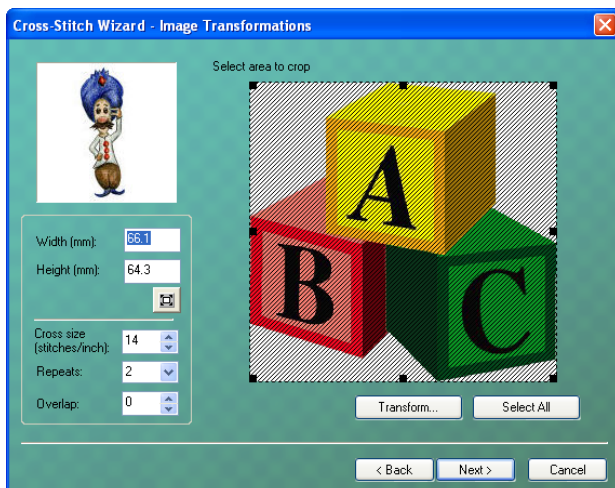 Cross-Stitch Wizard - Image Transformations
Select area to crop
A
B
C
Width (mm): 66.1
Height (mm): 64.3
Cross size
(stitches/inch): 14
Repeats: 2
Overlap: 0
Transform... Select All
< Back Next > Cancel